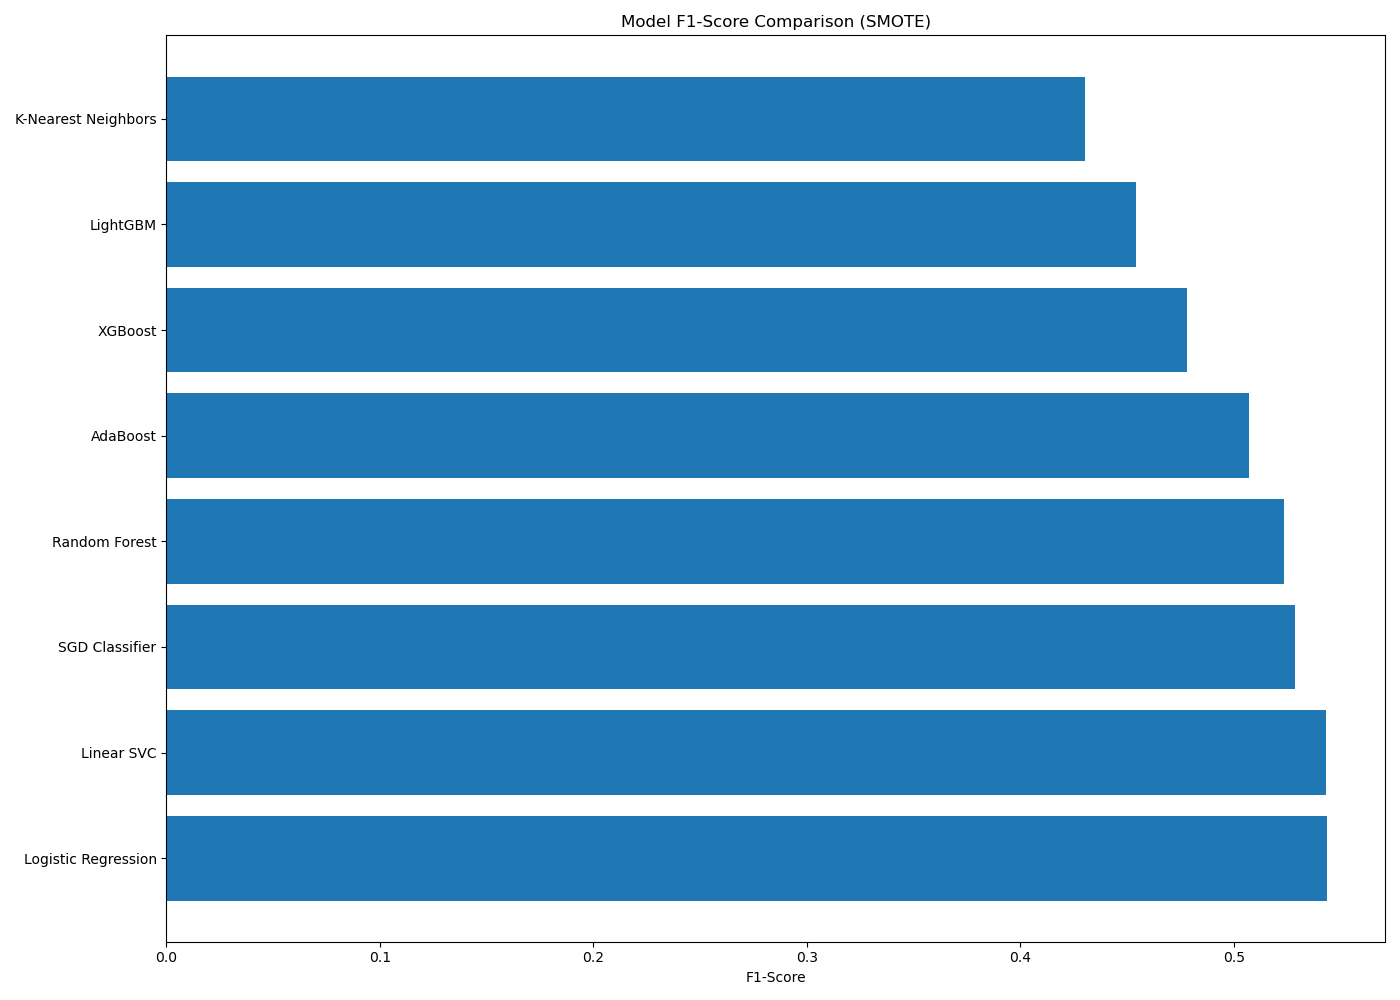 Model F1-Score Comparison (SMOTE)
K-Nearest Neighbors
LightGBM
XGBoost
AdaBoost
Random Forest
SGD Classifier
Linear SVC
Logistic Regression
0.0 0.1 0.2 0.3 0.4 0.5
F1-Score